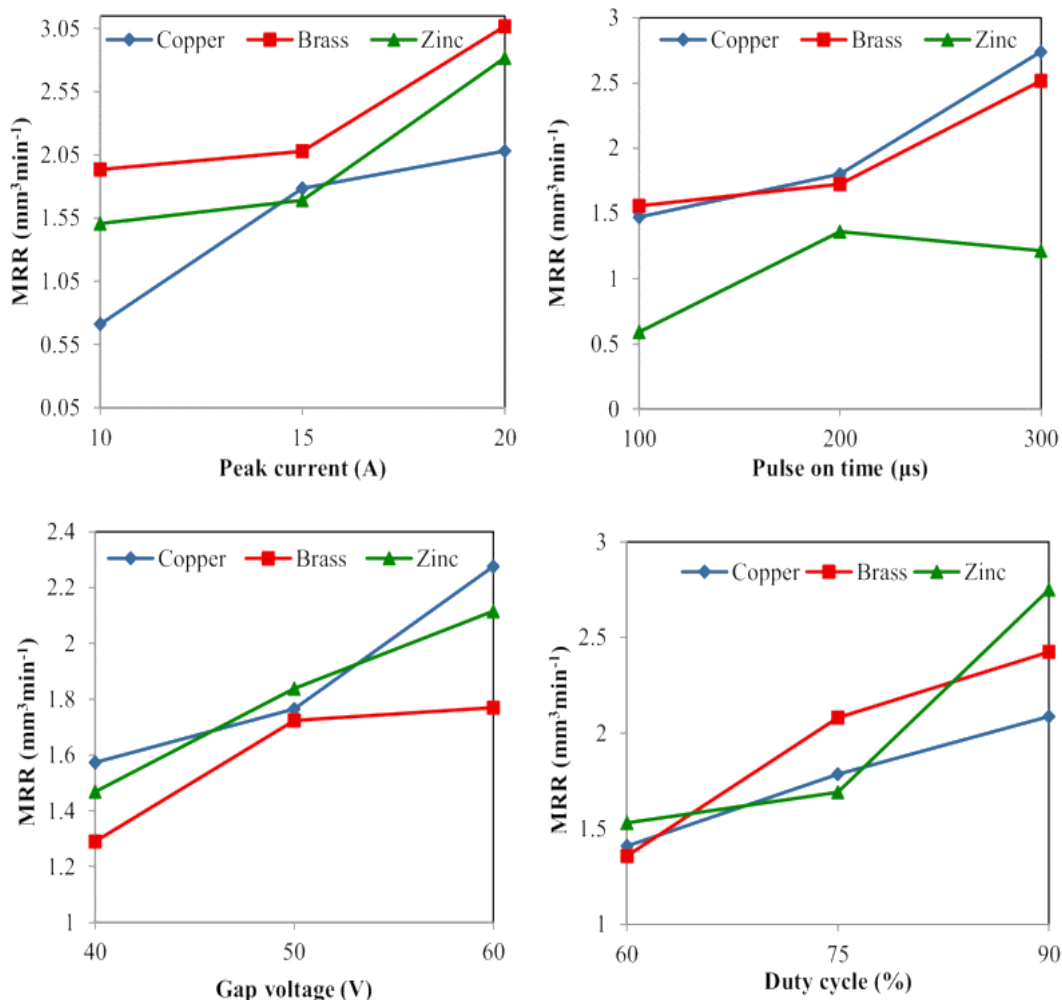 3.05
2.55
2.05
1.55
1.05
0.55
0.05
MRR (mm³min⁻¹)
Copper Brass Zinc
10 15 20
Peak current (A)
3
2.5
2
1.5
1
0.5
0
MRR (mm³min⁻¹)
Copper Brass Zinc
100 200 300
Pulse on time (µs)
2.4
2.2
2
1.8
1.6
1.4
1.2
1
MRR (mm³min⁻¹)
Copper Brass Zinc
40 50 60
Gap voltage (V)
3
2.5
2
1.5
1
MRR (mm³min⁻¹)
Copper Brass Zinc
60 75 90
Duty cycle (%)